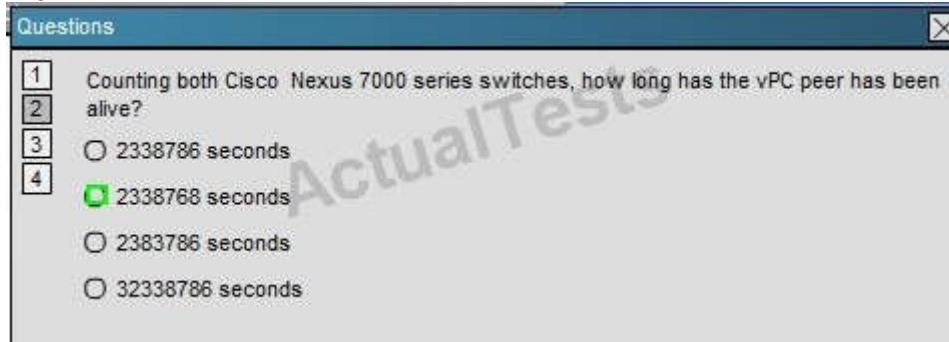 Questions
1
2
3
4
Counting both Cisco Nexus 7000 series switches, how long has the vPC peer has been
alive?
2338786 seconds
2338768 seconds
2383786 seconds
32338786 seconds
ActualTests